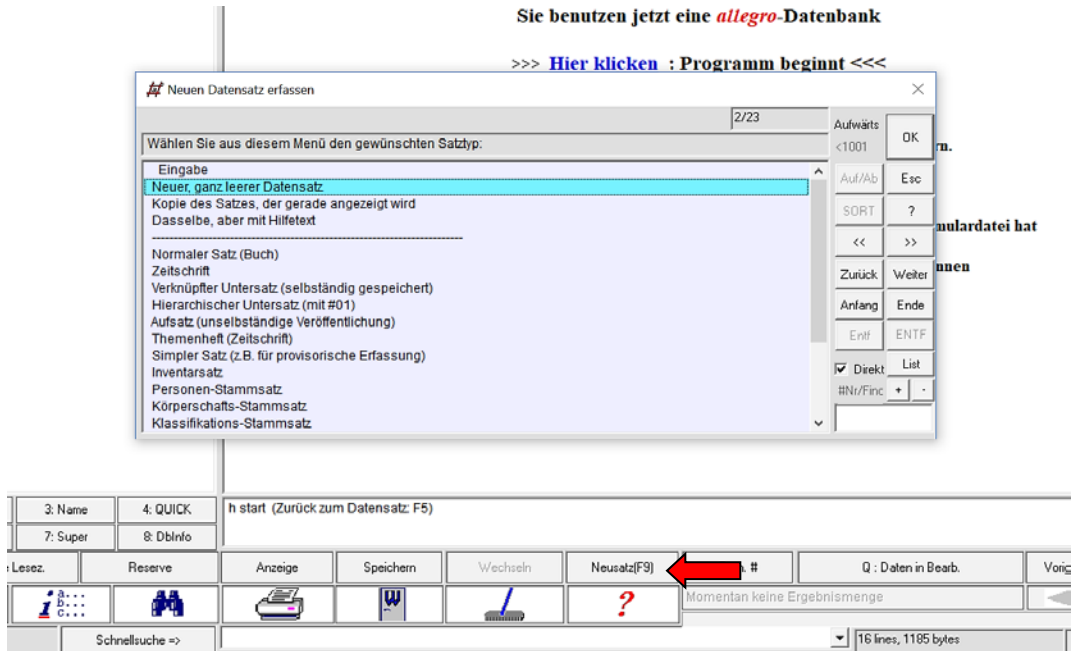 Sie benutzen jetzt eine allegro-Datenbank
>>> Hier klicken : Programm beginnt <<<
Neuen Datensatz erfassen
2/23
Aufwärts
<1001
OK
rn.
Wählen Sie aus diesem Menü den gewünschten Satztyp:
Eingabe
Neuer, ganz leerer Datensatz
Kopie des Satzes, der gerade angezeigt wird
Dasselbe, aber mit Hilfetext
----------------------------------------------------------------------
Normaler Satz (Buch)
Zeitschrift
Verknüpfter Untersatz (selbständig gespeichert)
Hierarchischer Untersatz (mit #01)
Aufsatz (unselbständige Veröffentlichung)
Themenheft (Zeitschrift)
Simpler Satz (z.B. für provisorische Erfassung)
Inventarsatz
Personen-Stammsatz
Körperschafts-Stammsatz
Klassifikations-Stammsatz
Auf/Ab Esc
SORT ?
mulardatei hat
<< >>
nnen
Zurück Weiter
Anfang Ende
Entf ENTF
Direkt List
#Nr/Finc + -
3: Name 4: QUICK h start (Zurück zum Datensatz: F5)
7: Super 8: DbInfo
Lesez. Reserve Anzeige Speichern Wechseln Neusatz(F9) #  Q : Daten in Bearb. Vorig
a b: c: W ? Momentan keine Ergebnismenge
Schnellsuche => 16 lines, 1185 bytes